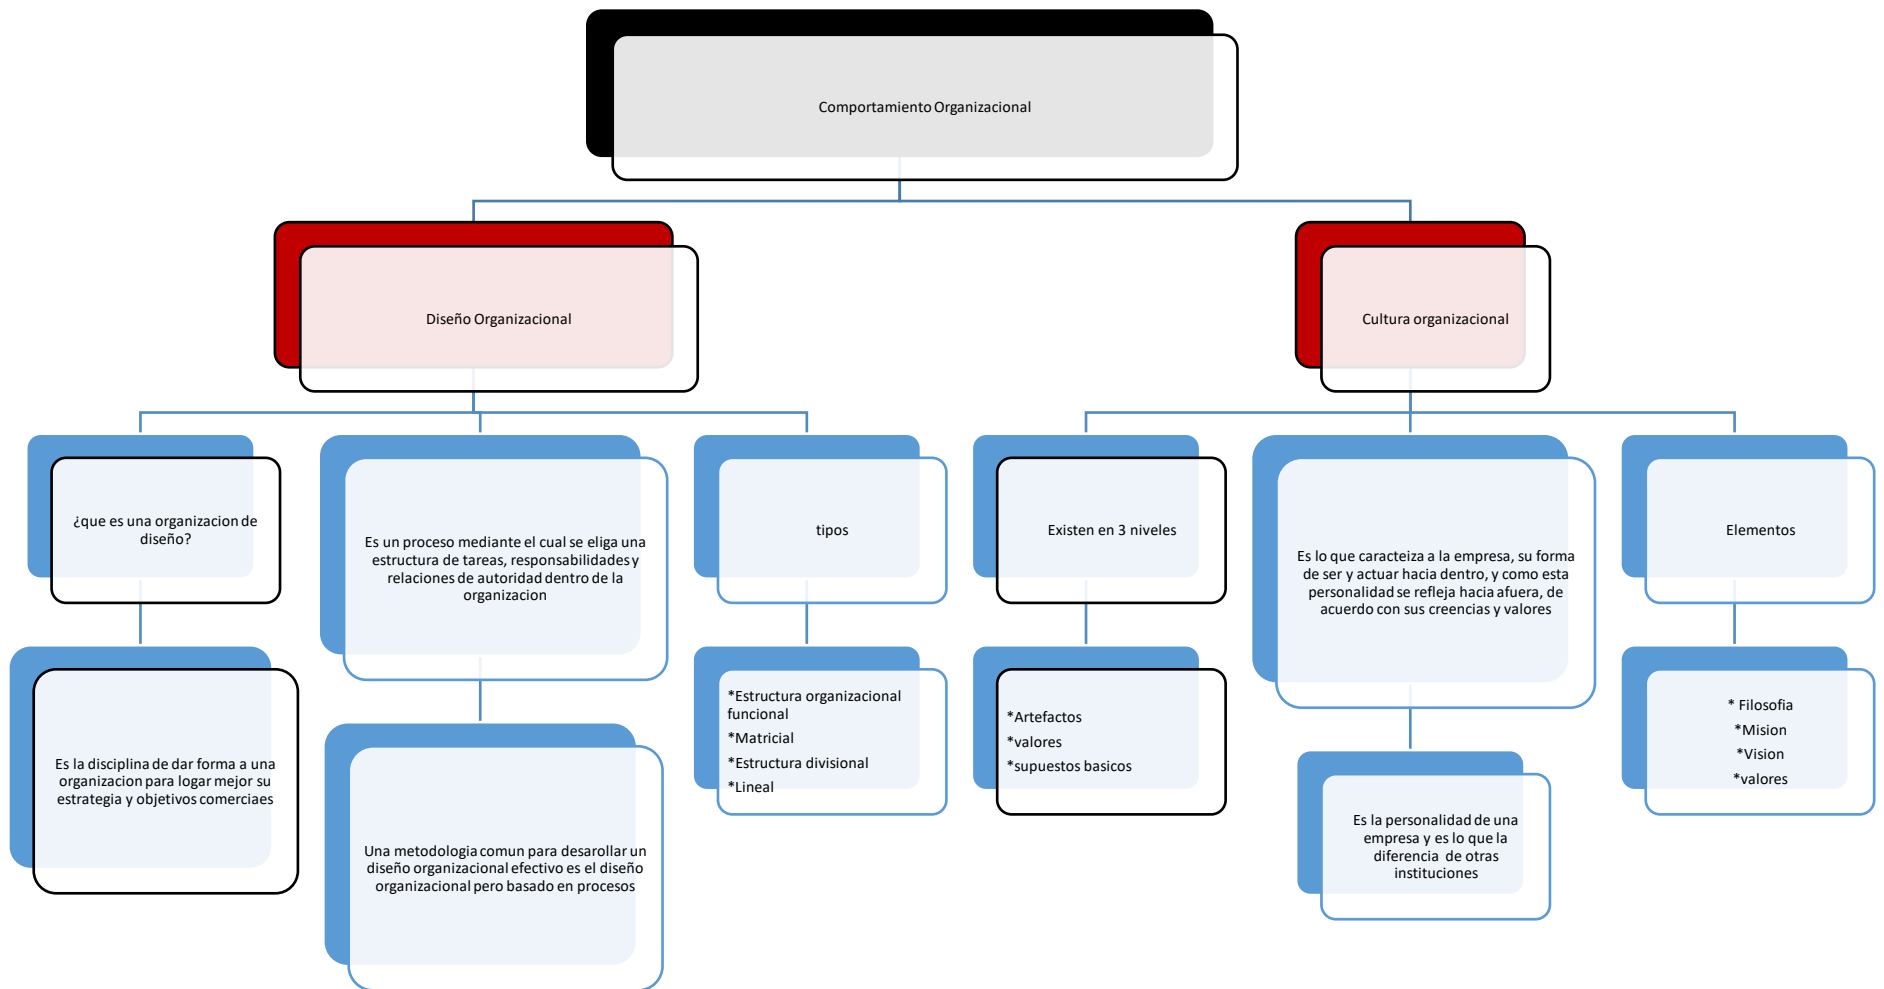 Comportamiento Organizacional
Diseño Organizacional
Cultura organizacional
¿que es una organizacion de
diseño?
Es un proceso mediante el cual se eliga una
estructura de tareas, responsabilidades y
relaciones de autoridad dentro de la
organizacion
tipos
Existen en 3 niveles
Es lo que caracteiza a la empresa, su forma
de ser y actuar hacia dentro, y como esta
personalidad se refleja hacia afuera, de
acuerdo con sus creencias y valores
Elementos
Es la disciplina de dar forma a una
organizacion para logar mejor su
estrategia y objetivos comerciaes
Una metodologia comun para desarollar un
diseño organizacional efectivo es el diseño
organizacional pero basado en procesos
*Estructura organizacional
funcional
*Matricial
*Estructura divisional
*Lineal
*Artefactos
*valores
*supuestos basicos
Es la personalidad de una
empresa y es lo que la
diferencia de otras
instituciones
* Filosofia
*Mision
*Vision
*valores